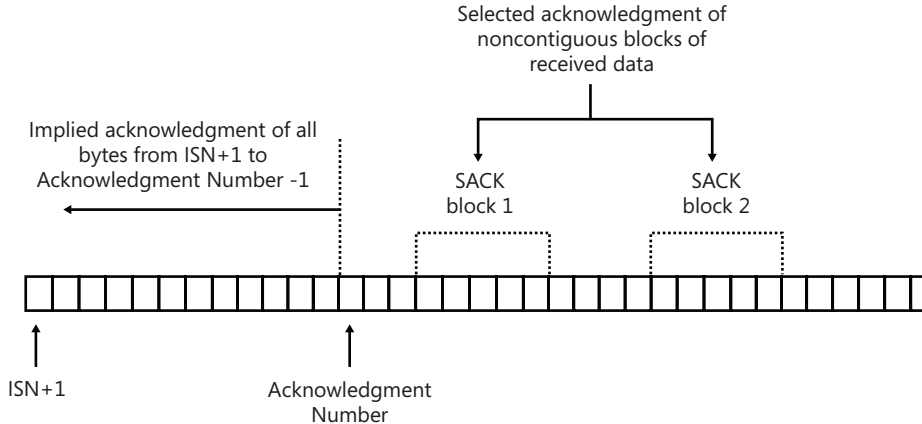 Selected acknowledgment of
noncontiguous blocks of
received data
Implied acknowledgment of all
bytes from ISN+1 to
Acknowledgment Number -1
SACK
block 1
SACK
block 2
ISN+1
Acknowledgment
Number